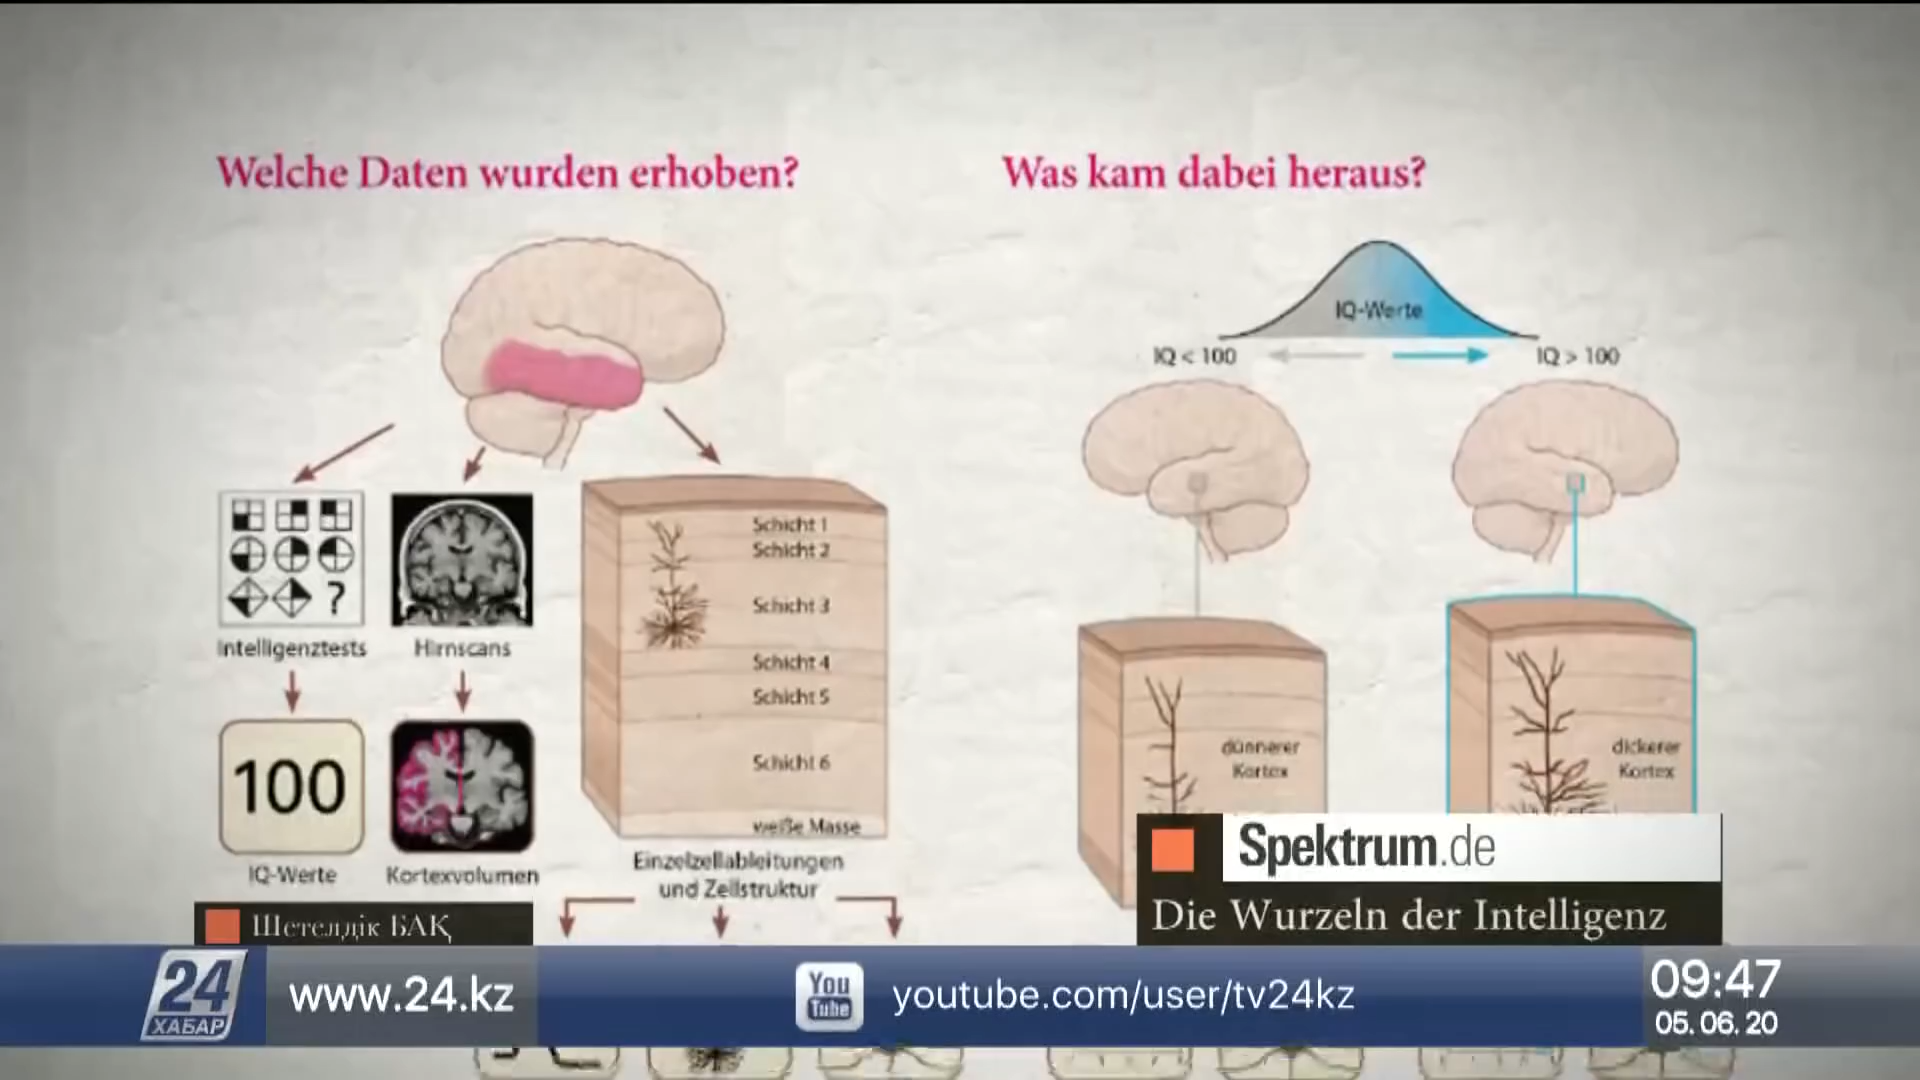 Welche Daten wurden erhoben?
Was kam dabei heraus?
IQ-Werte
IQ < 100
IQ > 100
Schicht 1
Schicht 2
Schicht 3
Schicht 4
Schicht 5
Schicht 6
weiße Masse
?
Intelligenztests
Hirnscans
100
IQ-Werte
Kortexvolumen
Einzelzellableitungen
und Zellstruktur
dünnerer
Kortex
dickerer
Kortex
Spektrum.de
Die Wurzeln der Intelligenz
Шетелдік БАҚ
24
ХАБАР
www.24.kz
You
Tube
youtube.com/user/tv24kz
09:47
05.06.20